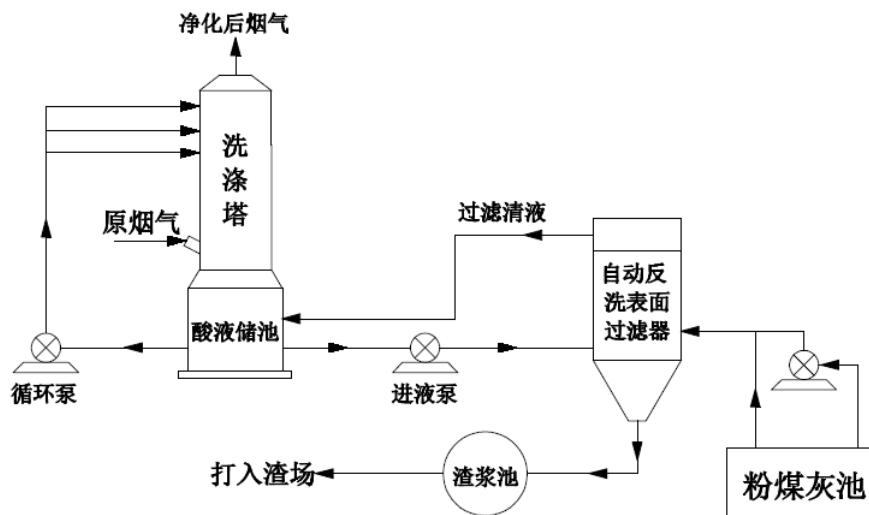 净化后烟气
洗
涤
塔
原烟气
过滤清液
自动反
洗表面
过滤器
酸液储池
循环泵
进液泵
打入渣场
渣浆池
粉煤灰池